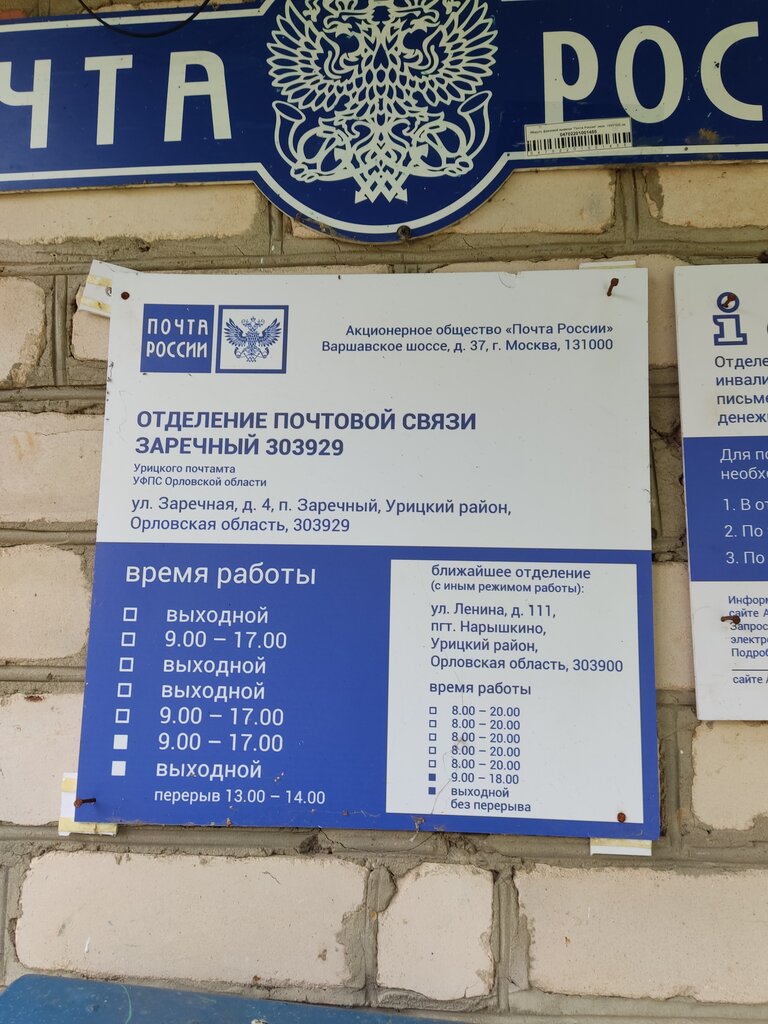 ЧТА РОС
04702201001455
ПОЧТА
РОССИИ
Акционерное общество «Почта России»
Варшавское шоссе, д. 37, г. Москва, 131000
ОТДЕЛЕНИЕ ПОЧТОВОЙ СВЯЗИ
ЗАРЕЧНЫЙ 303929
Урицкого почтамта
УФПС Орловской области
ул. Заречная, д. 4, п. Заречный, Урицкий район,
Орловская область, 303929
время работы
выходной
9.00 – 17.00
выходной
выходной
9.00 – 17.00
9.00 – 17.00
выходной
перерыв 13.00 – 14.00
ближайшее отделение
(с иным режимом работы):
ул. Ленина, д. 111,
пгт. Нарышкино,
Урицкий район,
Орловская область, 303900
время работы
8.00 – 20.00
8.00 – 20.00
8.00 – 20.00
8.00 – 20.00
8.00 – 20.00
9.00 – 18.00
выходной
без перерыва
Отделе
инвали
письме
денеж
Для по
необхо
1. В от
2. По
3. По
Информ
сайте А
Запрос
электро
Подроб
сайте А